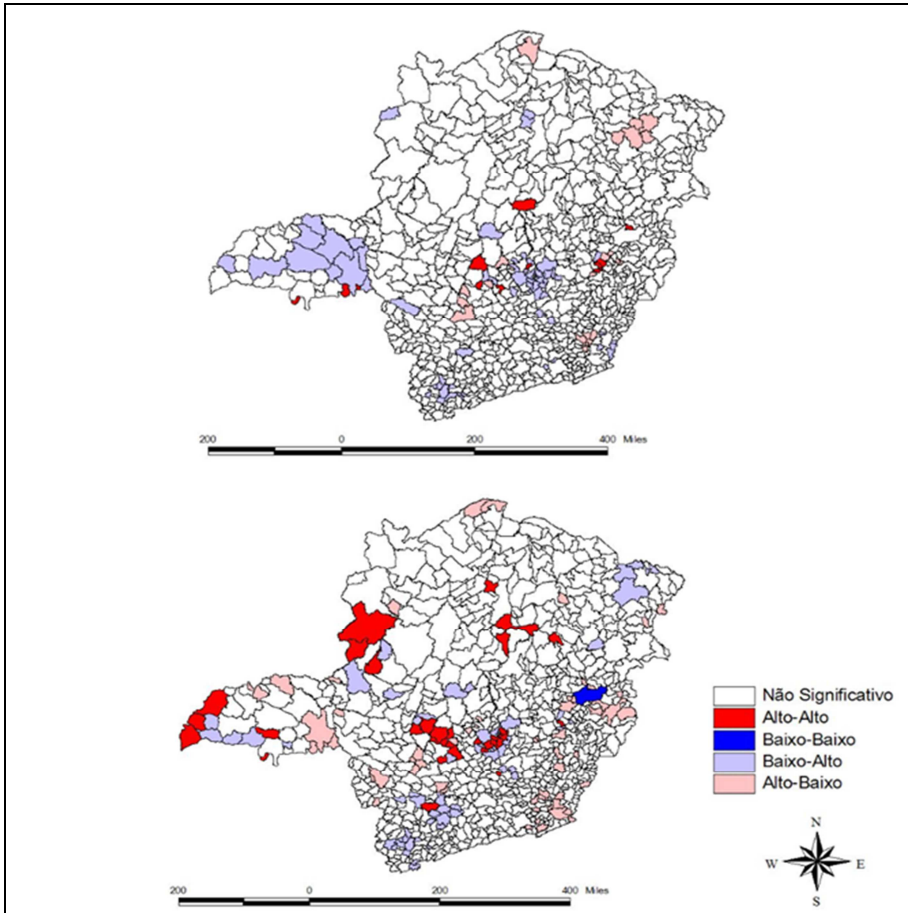 200 0 200 400 Miles
Não Significativo
Alto-Alto
Baixo-Baixo
Baixo-Alto
Alto-Baixo
N
W E
S
200 0 200 400 Miles